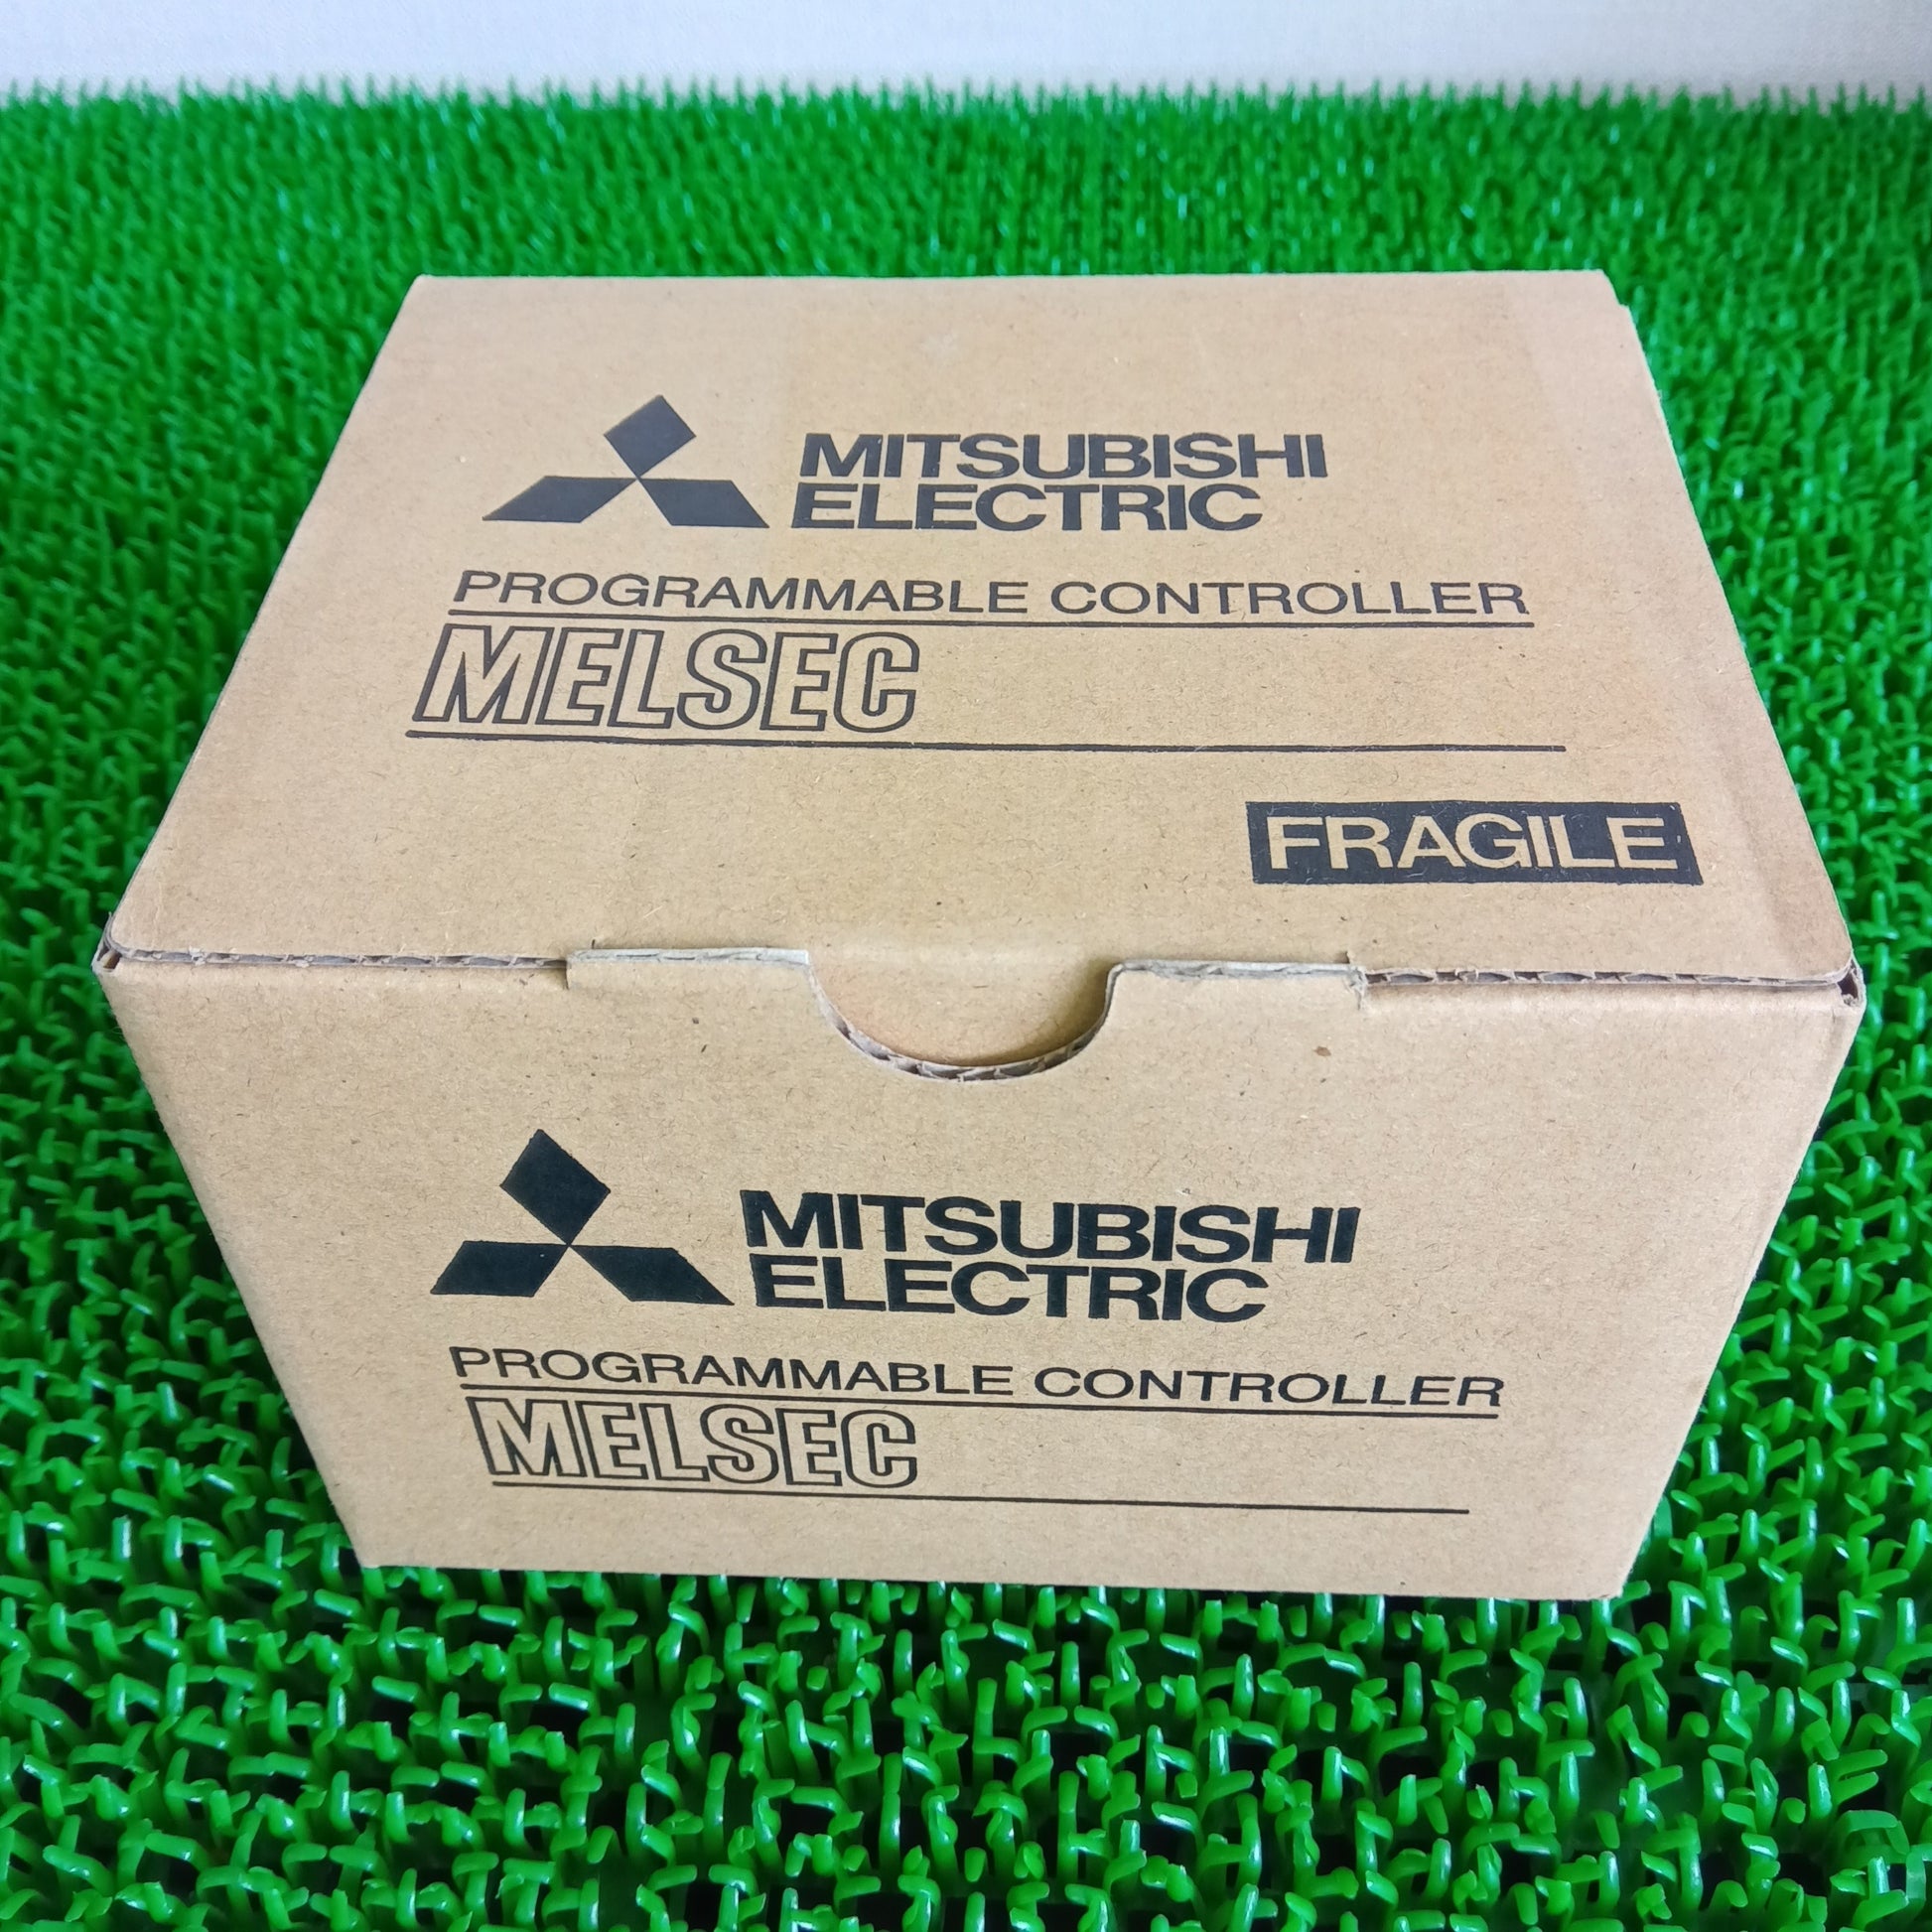 MITSUBISHI
ELECTRIC
PROGRAMMABLE CONTROLLER
MELSEC
FRAGILE
MITSUBISHI
ELECTRIC
PROGRAMMABLE CONTROLLER
MELSEC